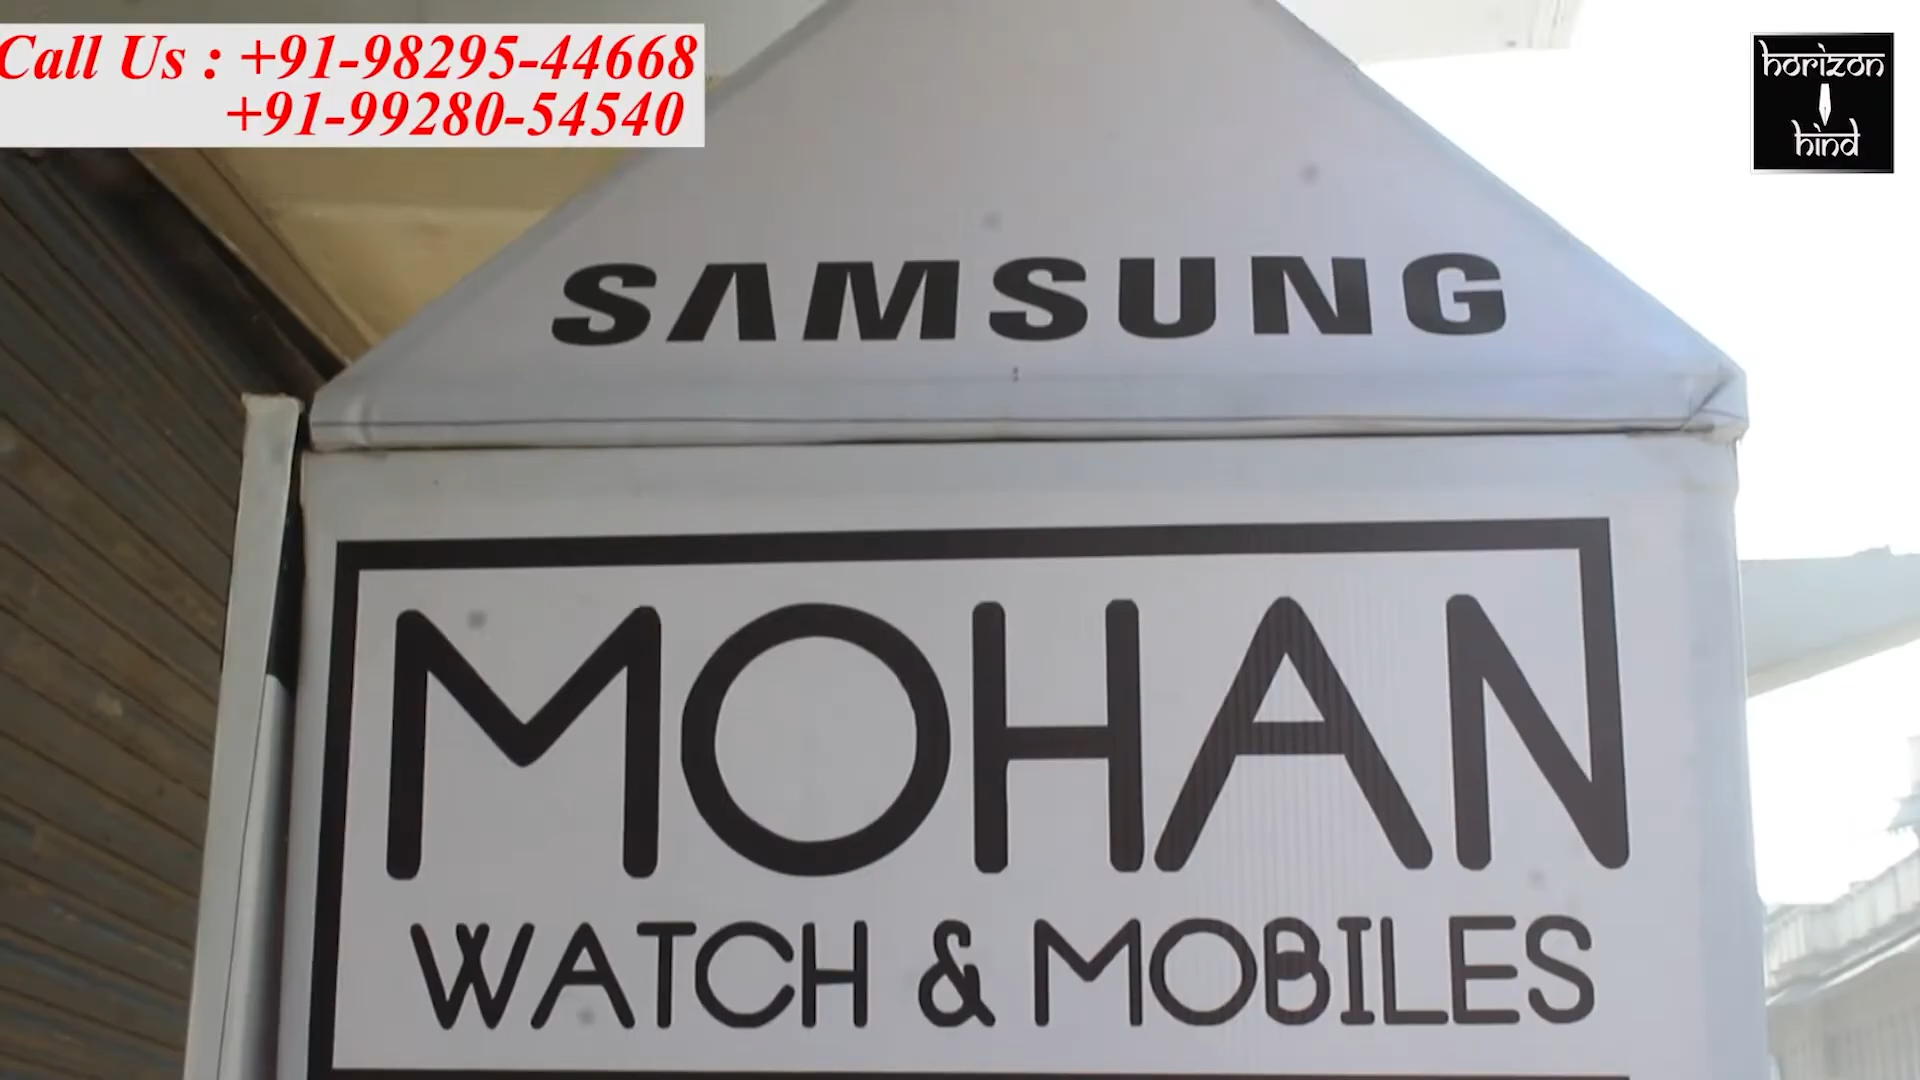 Call Us : +91-98295-44668
+91-99280-54540
horizon
hind
SAMSUNG
MOHAN
WATCH & MOBILES